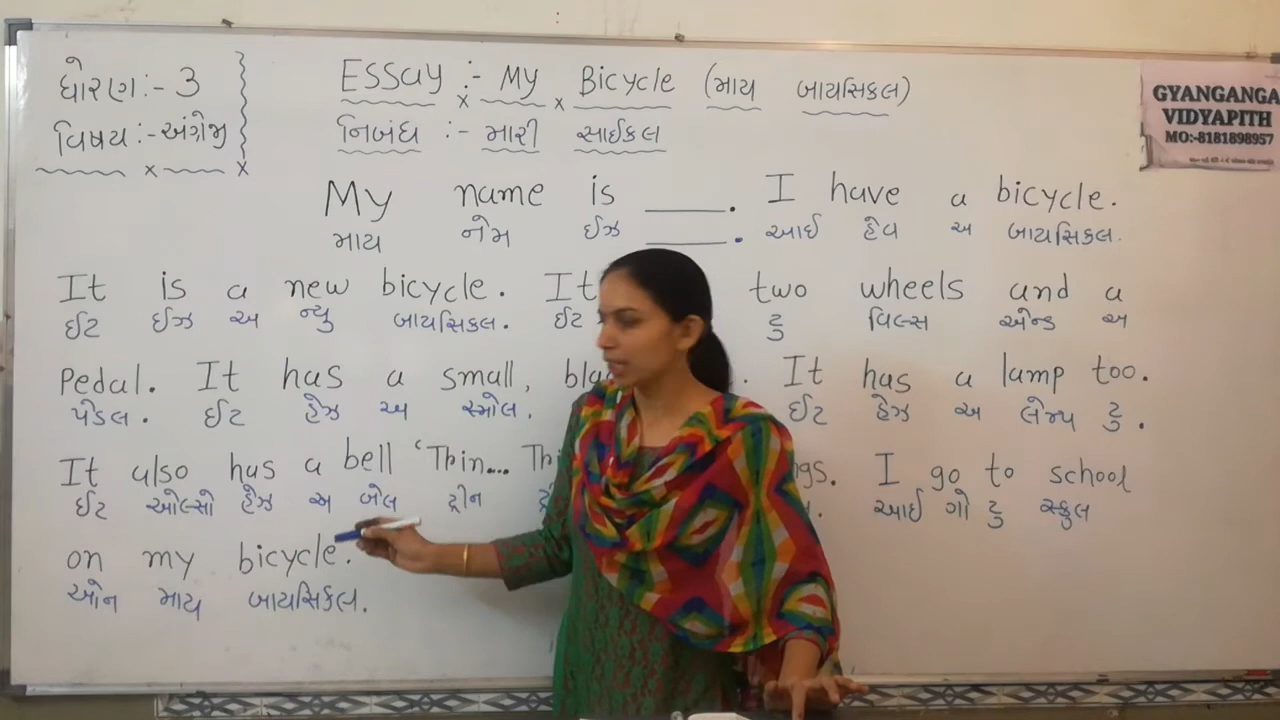 ધોરણ:- 3
વિષય:- અંગ્રેજી
Essay :- My Bicycle (માય બાયસિકલ)
નિબંધ :- મારી સાઈકલ
GYANGANGA
VIDYAPITH
MO:-8181898957
My name is ____. I have a bicycle.
માય નેમ ઈઝ ____. આઈ હેવ અ બાયસિકલ.
It is a new bicycle. It two wheels and a
ઈટ ઈઝ અ ન્યુ બાયસિકલ. ઈટ ટુ વિલ્સ એન્ડ અ
Pedal. It has a small, It has a lamp too.
પેડલ. ઈટ હેઝ અ સ્મોલ. ઈટ હેઝ અ લેમ્પ ટુ.
It also has a bell 'Thin... I go to school
ઈટ ઓલ્સો હેઝ અ બેલ ટ્રીન આઈ ગો ટુ સ્કુલ
on my bicycle.
ઓન માય બાયસિકલ.